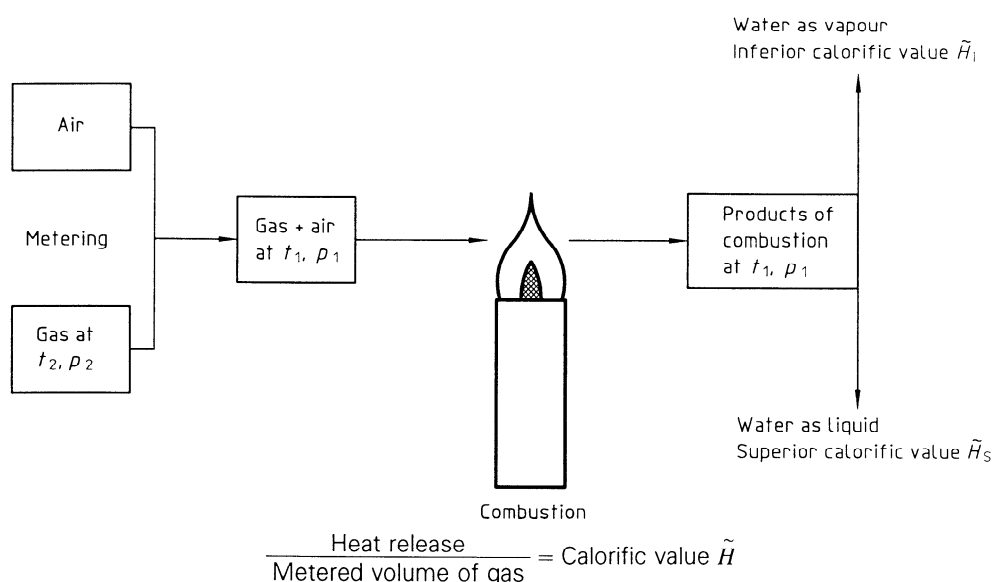 Water as vapour
Inferior calorific value H̃ᵢ
Air
Metering
Gas + air
at t₁, p₁
Products of
combustion
at t₁, p₁
Gas at
t₂, p₂
Water as liquid
Superior calorific value H̃ₛ
Combustion
Heat release
Metered volume of gas
= Calorific value H̃